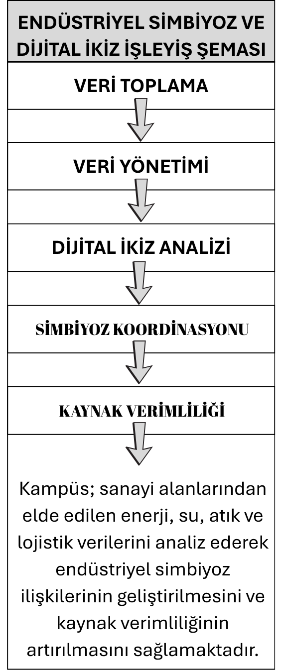 ENDÜSTRİYEL SİMBİYOZ VE
DİJİTAL İKİZ İŞLEYİŞ ŞEMASI
VERİ TOPLAMA
VERİ YÖNETİMİ
DİJİTAL İKİZ ANALİZİ
SİMBİYOZ KOORDİNASYONU
KAYNAK VERİMLİLİĞİ
Kampüs; sanayi alanlarından
elde edilen enerji, su, atık ve
lojistik verilerini analiz ederek
endüstriyel simbiyoz
ilişkilerinin geliştirilmesini ve
kaynak verimliliğinin
artırılmasını sağlamaktadır.